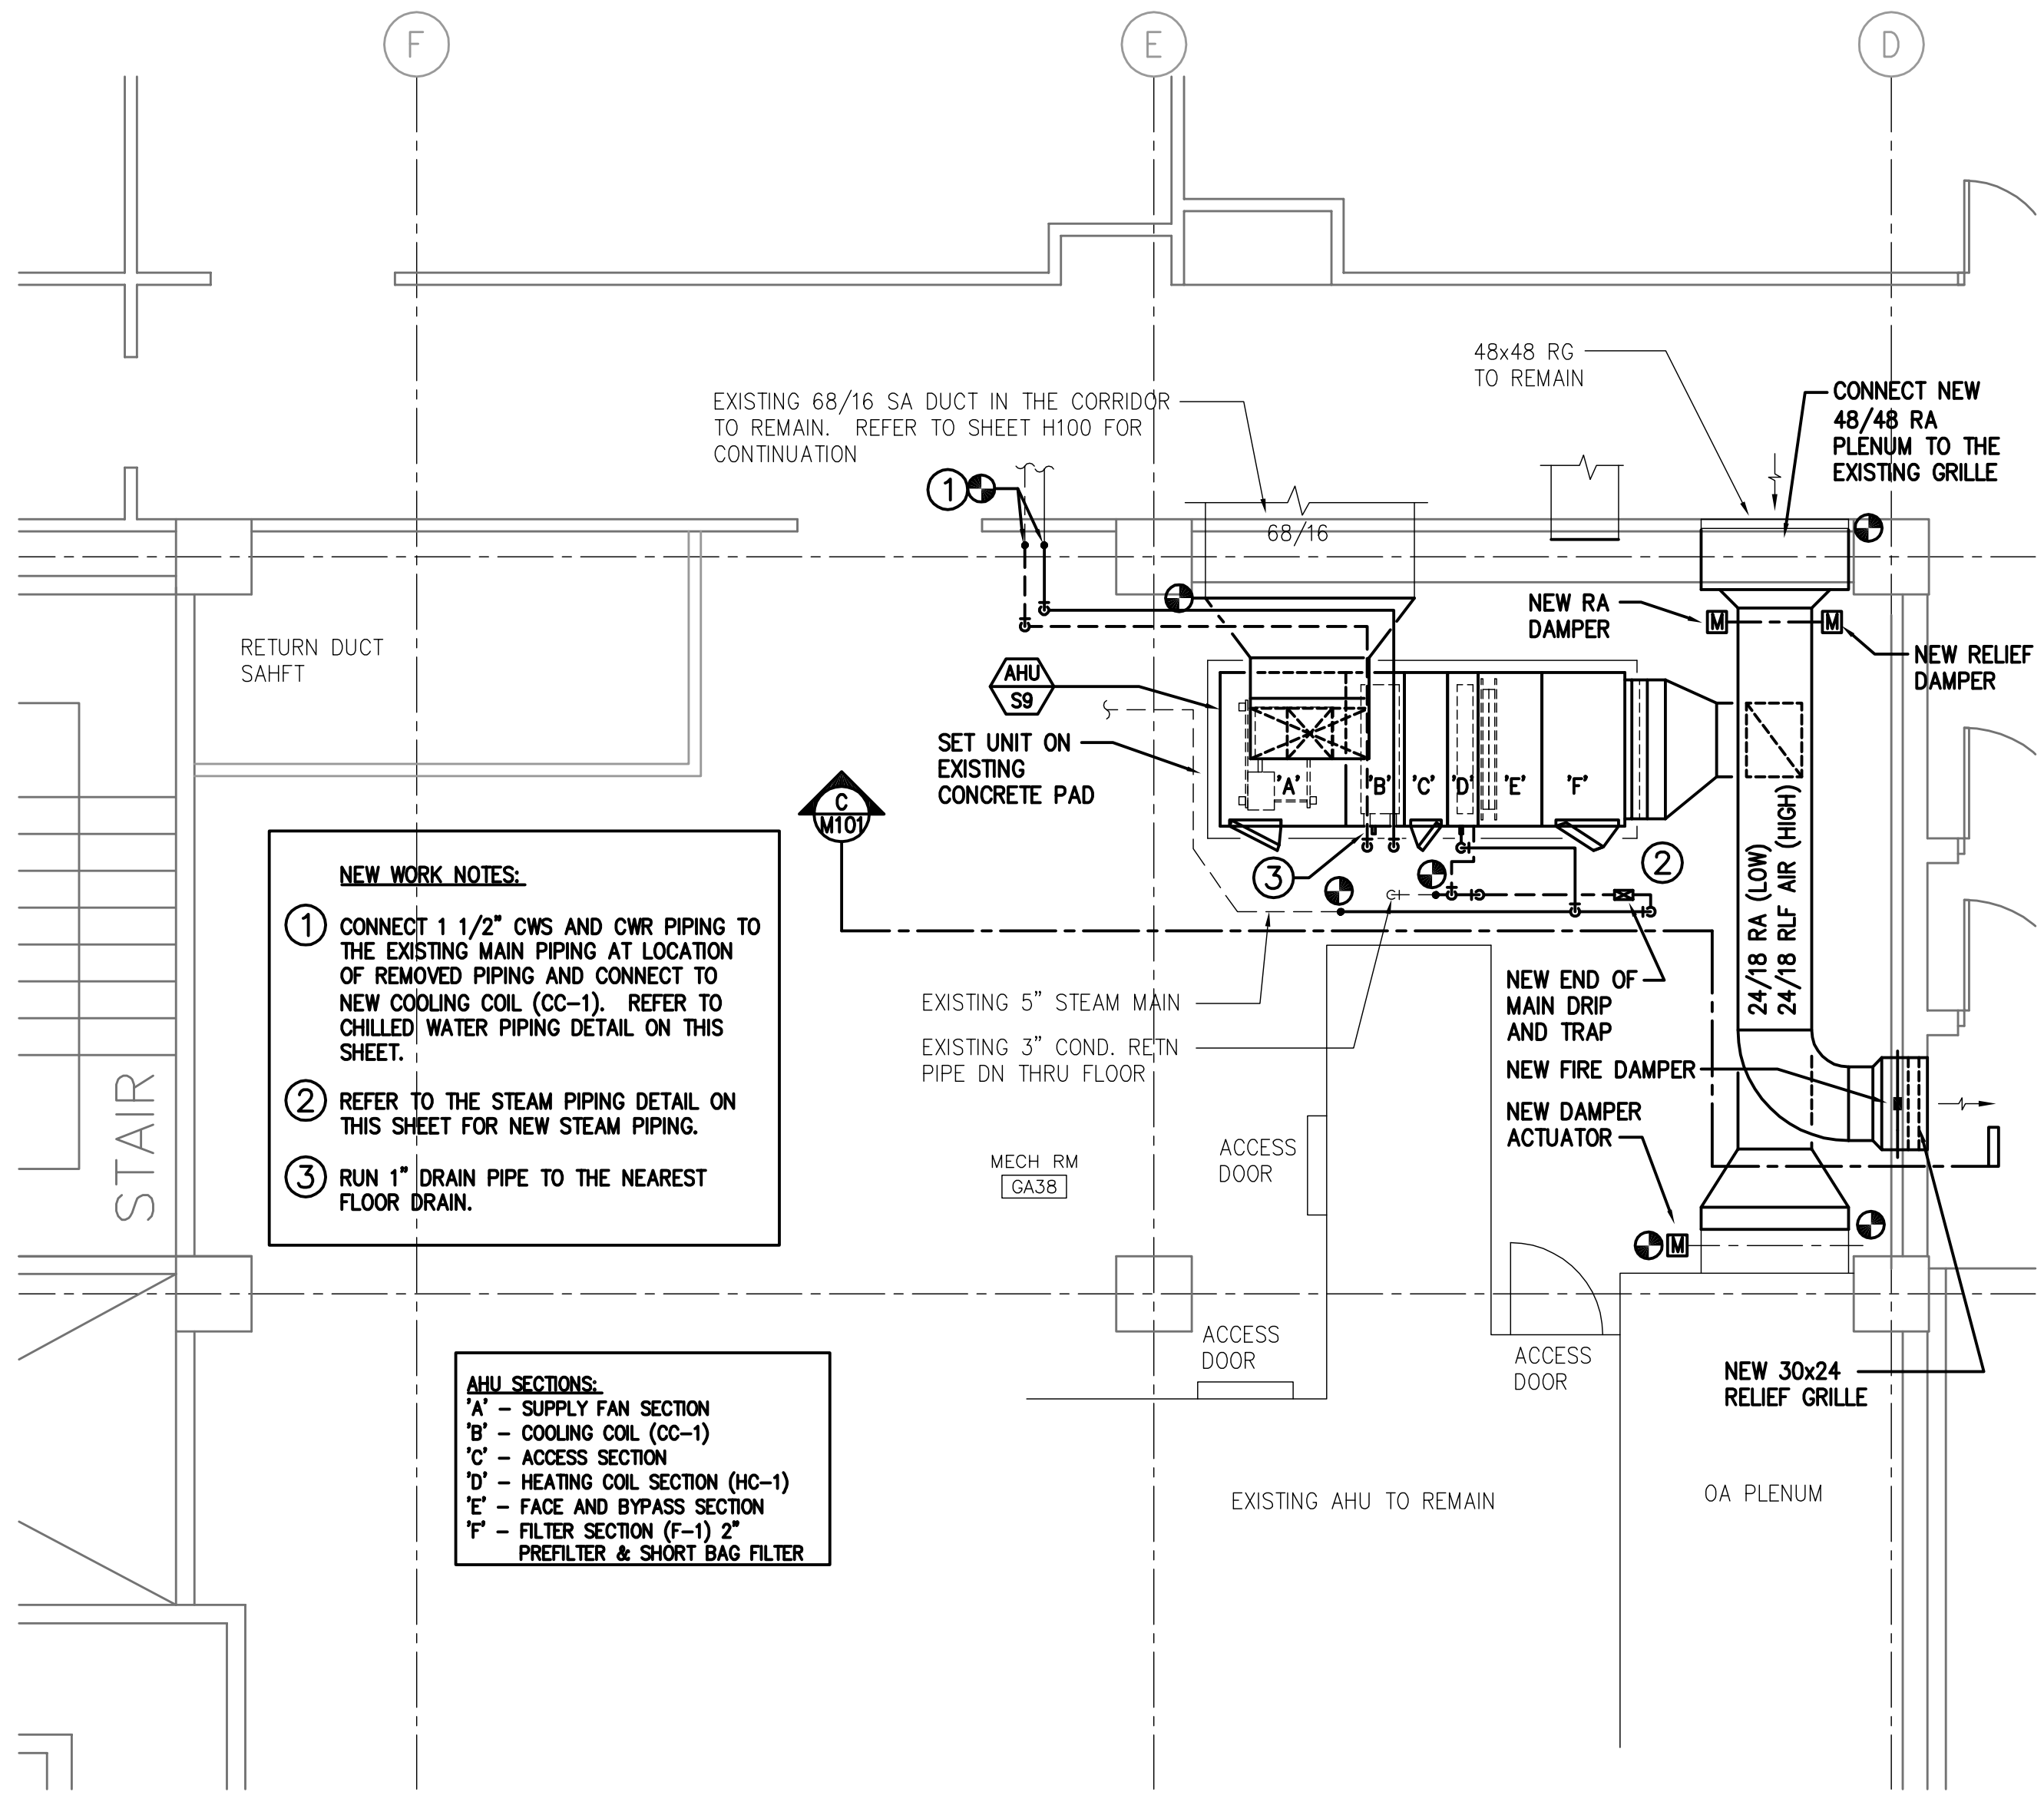 F
E
D
48x48 RG
TO REMAIN
EXISTING 68/16 SA DUCT IN THE CORRIDOR
TO REMAIN.  REFER TO SHEET H100 FOR
CONTINUATION
CONNECT NEW
48/48 RA
PLENUM TO THE
EXISTING GRILLE
1
68/16
NEW RA
DAMPER
M
M
NEW RELIEF
DAMPER
RETURN DUCT
SAHFT
AHU
S9
SET UNIT ON
EXISTING
CONCRETE PAD
'A'
'B'
'C'
'D'
'E'
'F'
C
M101
3
2
24/18 RA (LOW)
24/18 RLF AIR (HIGH)
NEW WORK NOTES:
1 CONNECT 1 1/2" CWS AND CWR PIPING TO
THE EXISTING MAIN PIPING AT LOCATION
OF REMOVED PIPING AND CONNECT TO
NEW COOLING COIL (CC-1).  REFER TO
CHILLED WATER PIPING DETAIL ON THIS
SHEET.
2 REFER TO THE STEAM PIPING DETAIL ON
THIS SHEET FOR NEW STEAM PIPING.
3 RUN 1" DRAIN PIPE TO THE NEAREST
FLOOR DRAIN.
STAIR
EXISTING 5" STEAM MAIN
EXISTING 3" COND. RETN
PIPE DN THRU FLOOR
NEW END OF
MAIN DRIP
AND TRAP
NEW FIRE DAMPER
NEW DAMPER
ACTUATOR
MECH RM
GA38
ACCESS
DOOR
M
ACCESS
DOOR
ACCESS
DOOR
NEW 30x24
RELIEF GRILLE
AHU SECTIONS:
'A' - SUPPLY FAN SECTION
'B' - COOLING COIL (CC-1)
'C' - ACCESS SECTION
'D' - HEATING COIL SECTION (HC-1)
'E' - FACE AND BYPASS SECTION
'F' - FILTER SECTION (F-1) 2"
PREFILTER & SHORT BAG FILTER
EXISTING AHU TO REMAIN
OA PLENUM